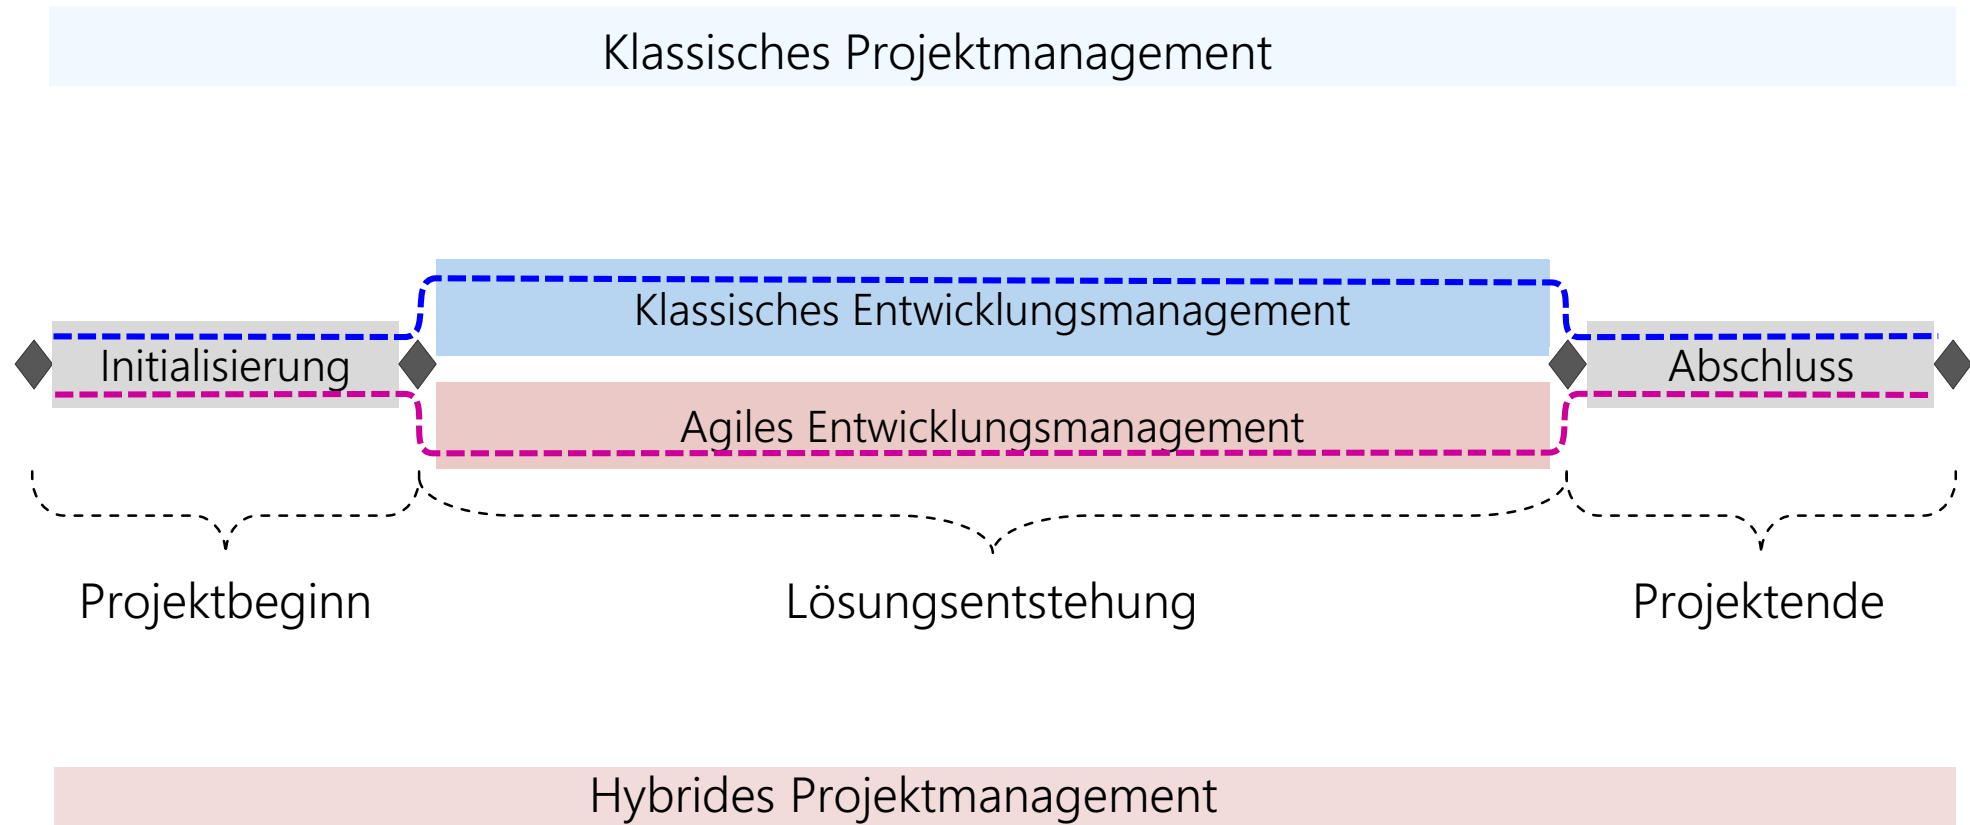 Klassisches Projektmanagement
Klassisches Entwicklungsmanagement
Initialisierung
Abschluss
Agiles Entwicklungsmanagement
Projektbeginn
Lösungsentstehung
Projektende
Hybrides Projektmanagement